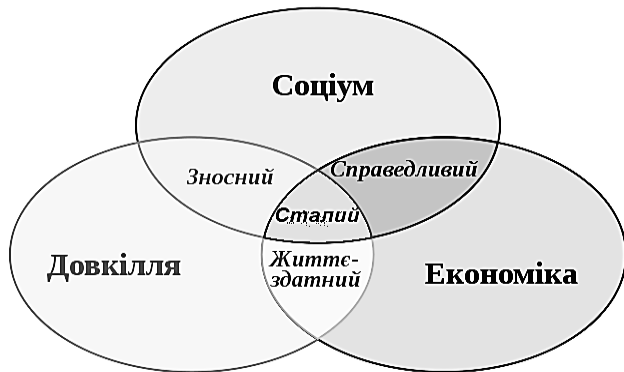 Соціум
Зносний
Справедливий
Сталий
Довкілля
Життє-
здатний
Економіка